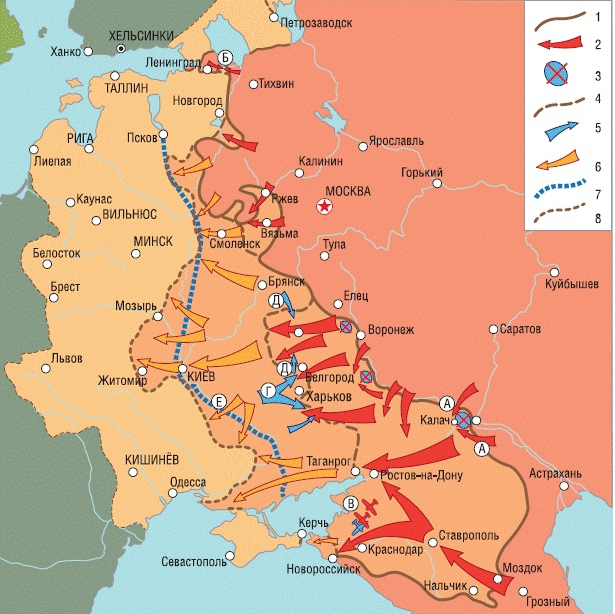 Петрозаводск
ХЕЛЬСИНКИ
Ханко
Б
Ленинград
ТАЛЛИН
Тихвин
Новгород
Псков
РИГА
Лиепая
Ярославль
Калинин
Горький
Каунас
Ржев
МОСКВА
ВИЛЬНЮС
Вязьма
Смоленск
МИНСК
Тула
Белосток
Куйбышев
Брест
Брянск
Д
Елец
Мозырь
Воронеж
Саратов
Львов
Житомир
КИЕВ
Д
Белгород
Г
Харьков
Е
А
Калач
А
КИШИНЁВ
Таганрог
Ростов-на-Дону
Астрахань
Одесса
В
Керчь
Ставрополь
Севастополь
Краснодар
Новороссийск
Моздок
Нальчик
Грозный
1
2
3
4
5
6
7
8